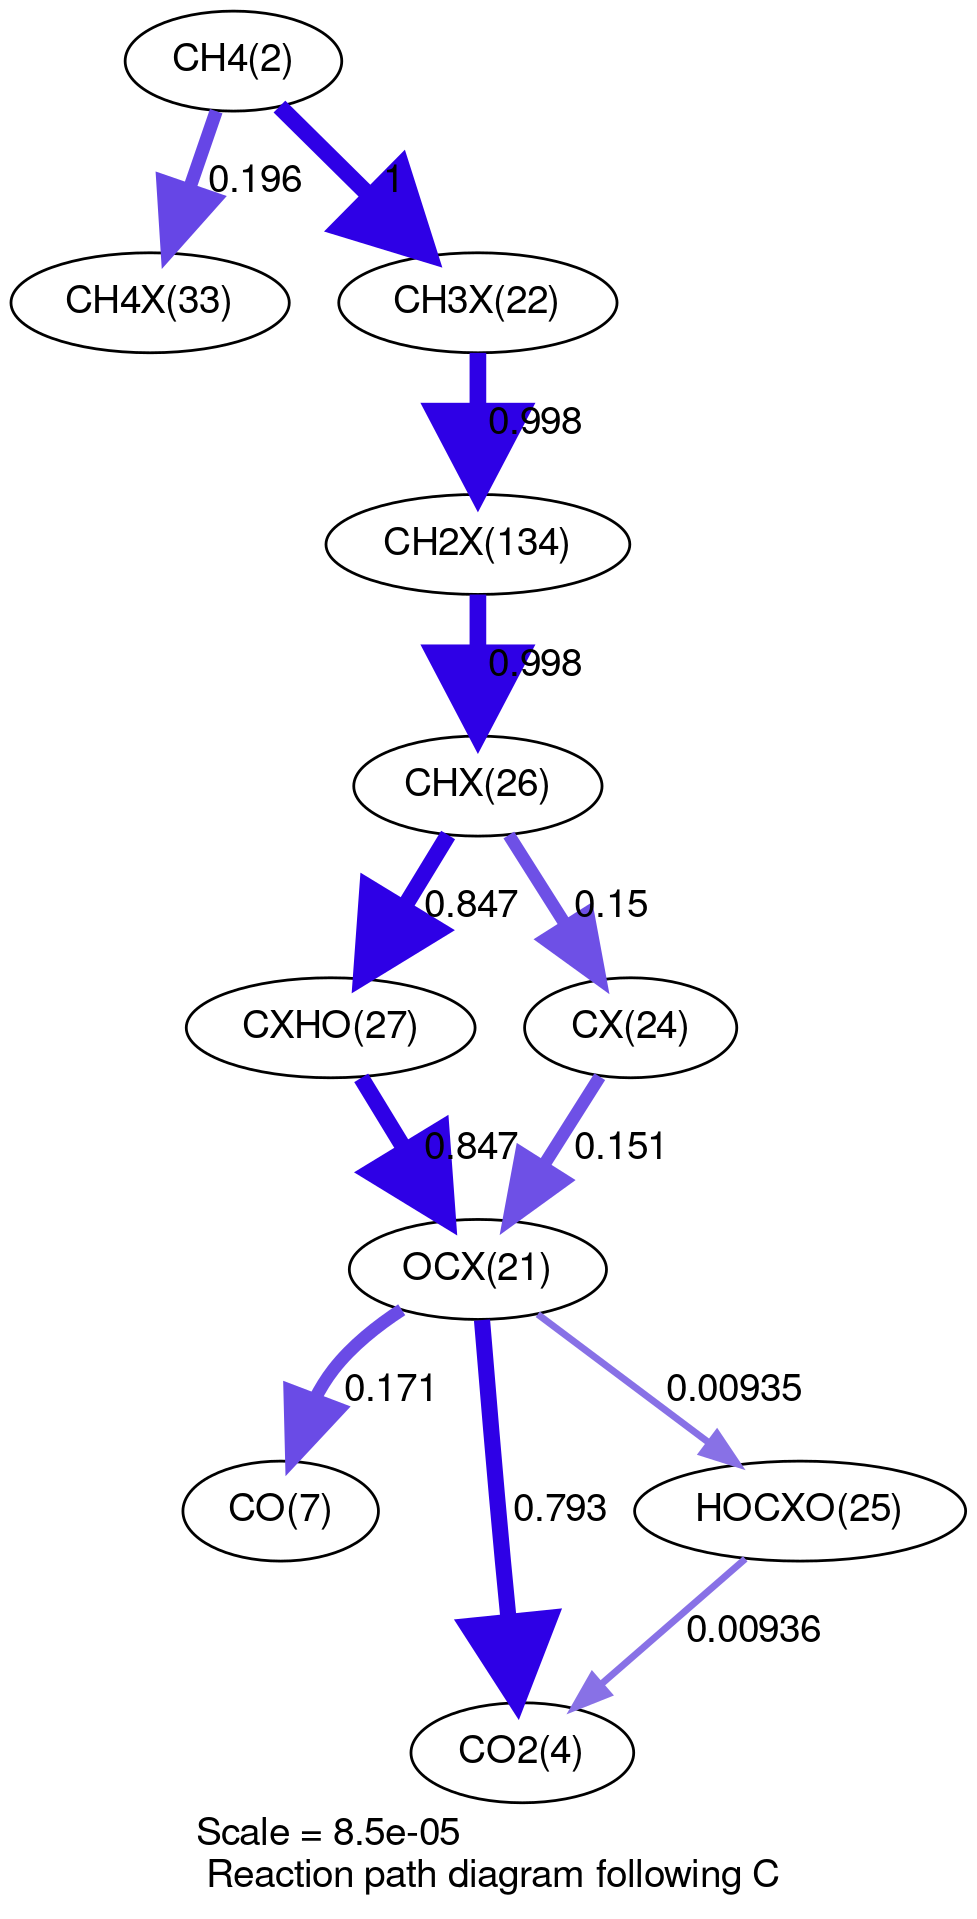 CH4(2)
0.196
1
CH4X(33)
CH3X(22)
0.998
CH2X(134)
0.998
CHX(26)
0.847
0.15
CXHO(27)
CX(24)
0.847
0.151
OCX(21)
0.171
0.00935
0.793
CO(7)
HOCXO(25)
0.00936
CO2(4)
Scale = 8.5e-05
Reaction path diagram following C